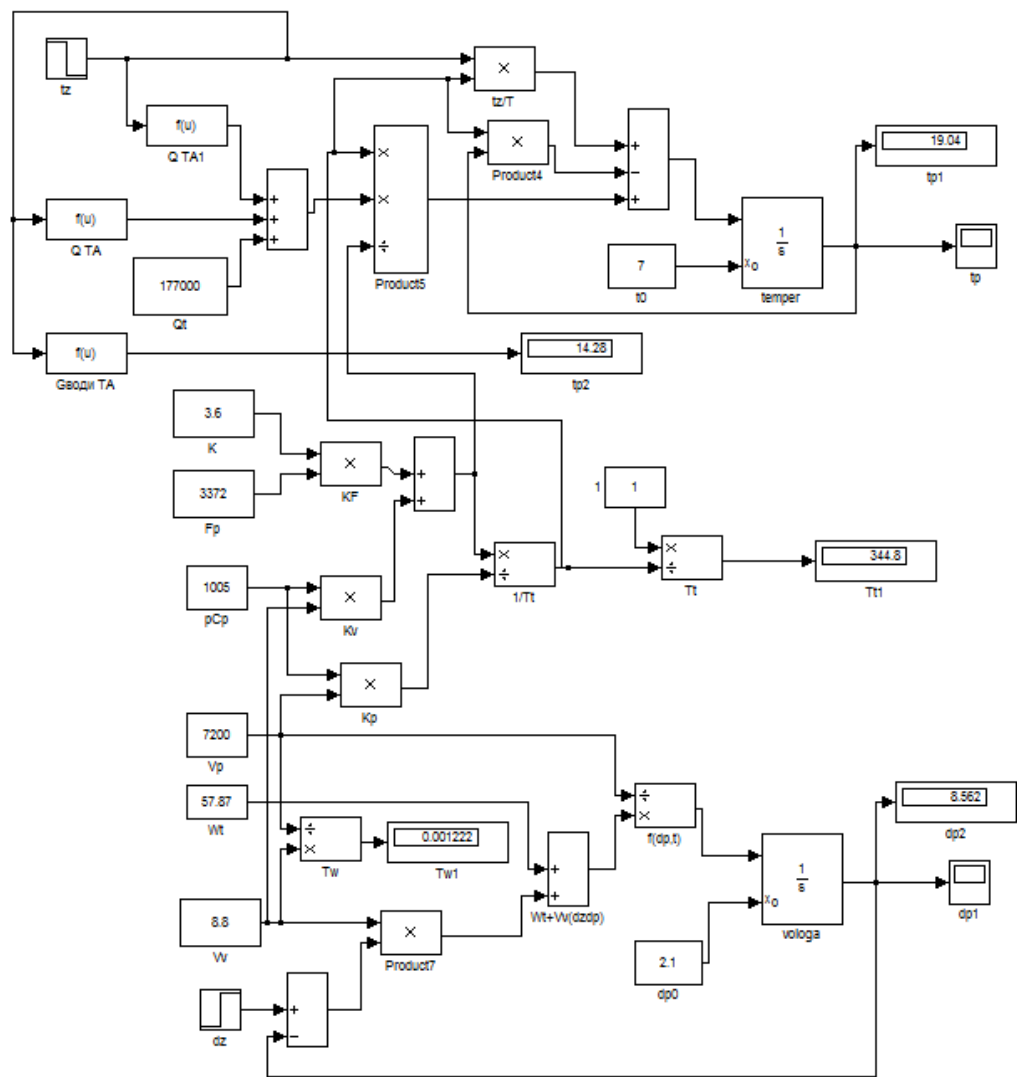 tz
f(u)
Q TA1
f(u)
Q TA
177000
Qt
f(u)
Gводи TA
+
+
+
×
×
÷
Product5
×
tz/T
×
Product4
+
−
+
7
t0
1
s
xo
temper
19.04
tp1
tp
14.28
tp2
3.6
K
3372
Fp
×
KF
+
+
1005
pCp
×
Kv
×
Kp
×
÷
1/Tt
1
1
×
÷
Tt
344.8
Tt1
7200
Vp
57.87
Wt
÷
×
Tw
0.001222
Tw1
8.8
Vv
×
Product7
+
+
Wt+Vv(dzdp)
÷
×
f(dp,t)
1
s
xo
vologa
8.562
dp2
dp1
2.1
dp0
dz
+
−